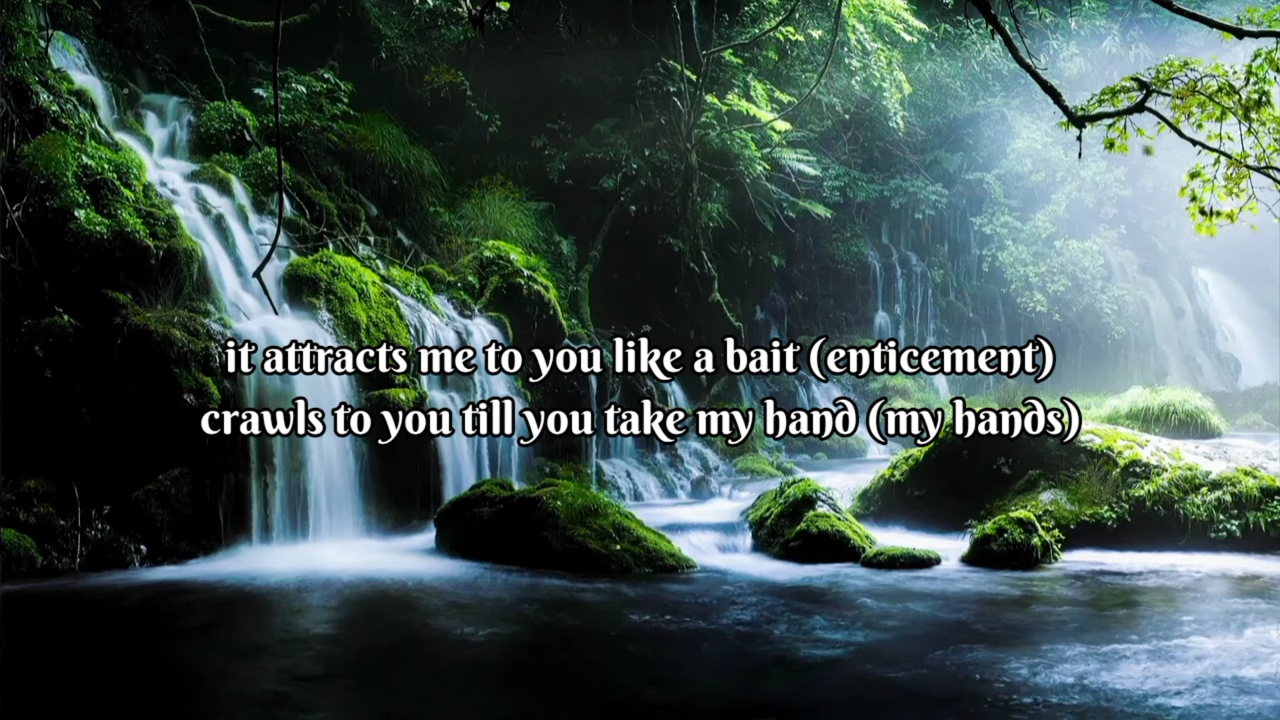 it attracts me to you like a bait (enticement)
crawls to you till you take my hand (my hands)